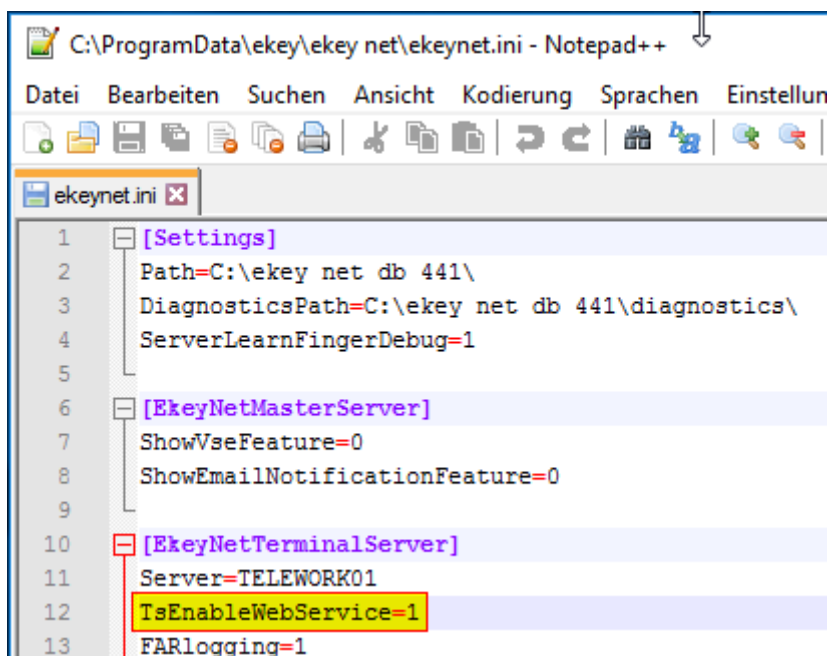 C:\ProgramData\ekey\ekey net\ekeynet.ini - Notepad++
Datei Bearbeiten Suchen Ansicht Kodierung Sprachen Einstellun
ekeynet.ini
1 [Settings]
2 Path=C:\ekey net db 441\
3 DiagnosticsPath=C:\ekey net db 441\diagnostics\
4 ServerLearnFingerDebug=1
5
6 [EkeyNetMasterServer]
7 ShowVseFeature=0
8 ShowEmailNotificationFeature=0
9
10 [EkeyNetTerminalServer]
11 Server=TELEWORK01
12 TsEnableWebService=1
13 FARlogging=1